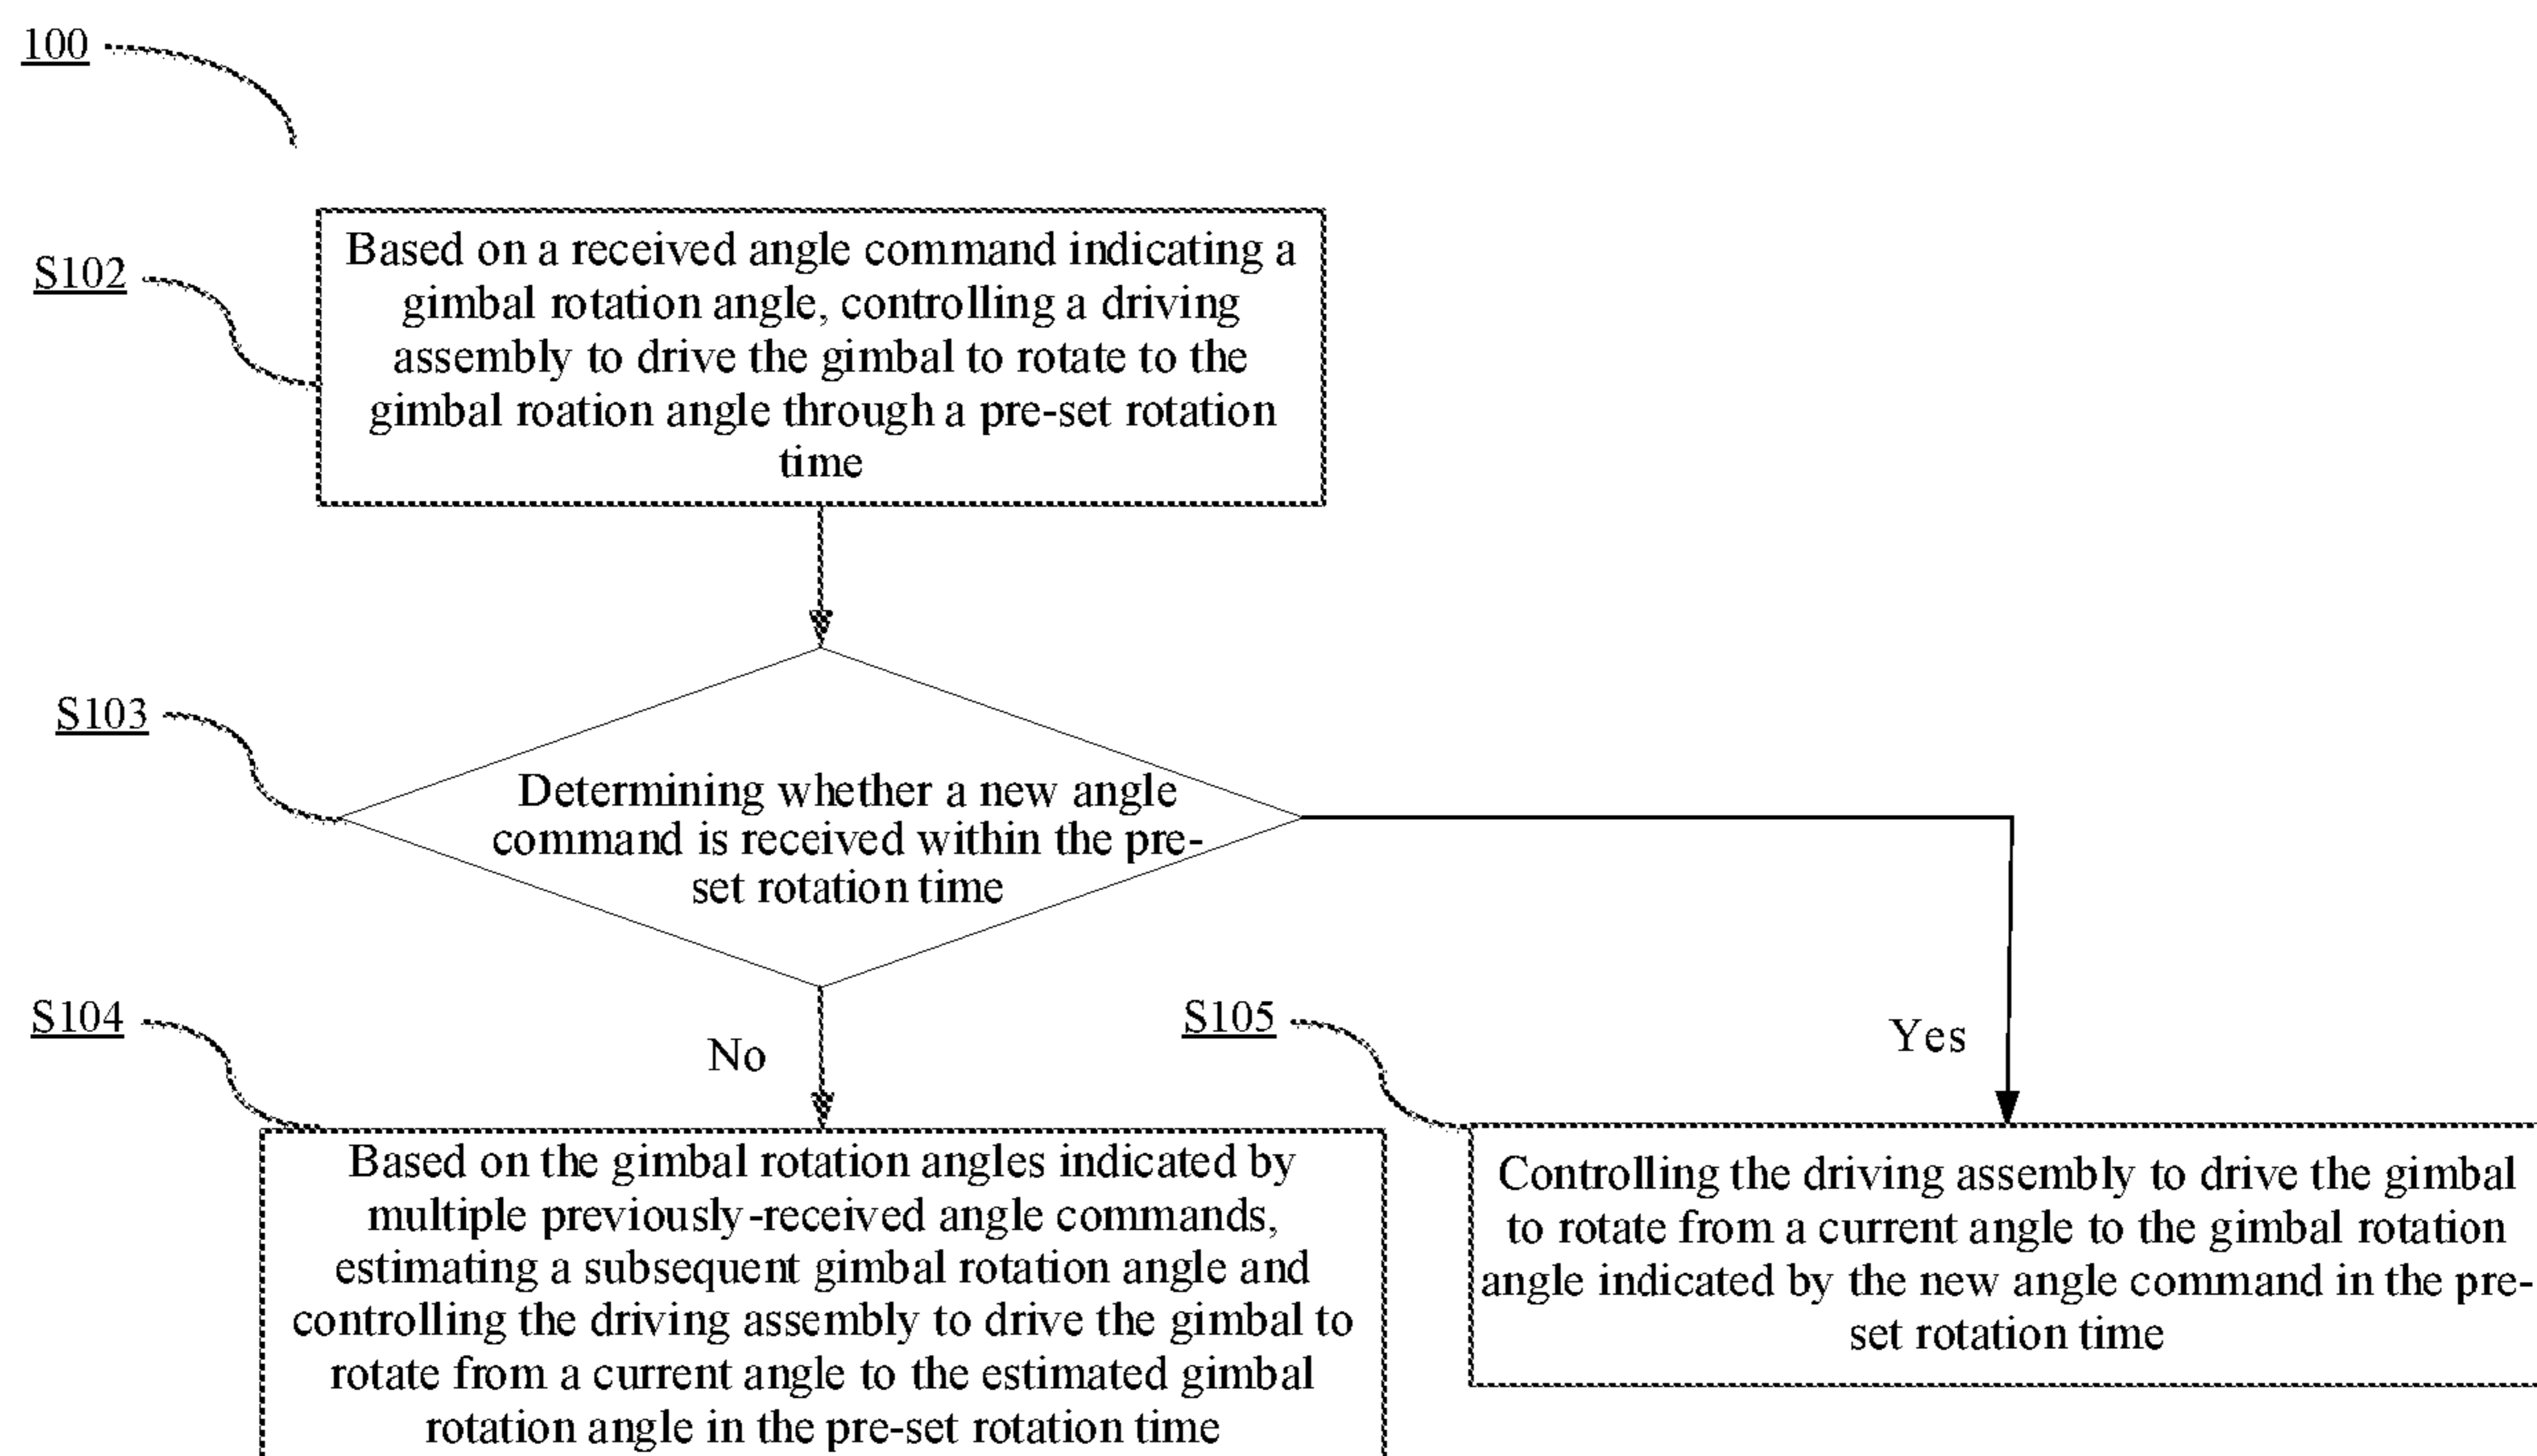 100
S102
Based on a received angle command indicating a
gimbal rotation angle, controlling a driving
assembly to drive the gimbal to rotate to the
gimbal roation angle through a pre-set rotation
time
S103
Determining whether a new angle
command is received within the pre-
set rotation time
S104
No
Based on the gimbal rotation angles indicated by
multiple previously-received angle commands,
estimating a subsequent gimbal rotation angle and
controlling the driving assembly to drive the gimbal to
rotate from a current angle to the estimated gimbal
rotation angle in the pre-set rotation time
S105
Yes
Controlling the driving assembly to drive the gimbal
to rotate from a current angle to the gimbal rotation
angle indicated by the new angle command in the pre-
set rotation time